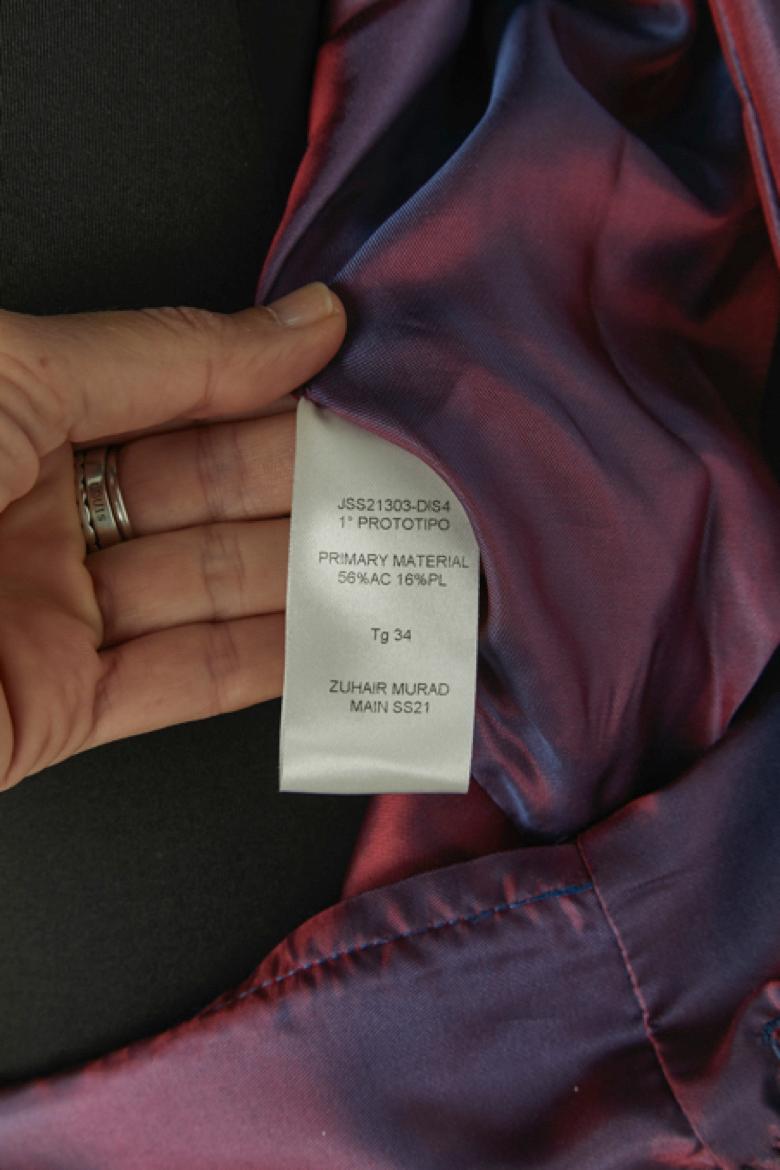 JSS21303-DIS4
1° PROTOTIPO
PRIMARY MATERIAL
56%AC 16%PL
Tg 34
ZUHAIR MURAD
MAIN SS21